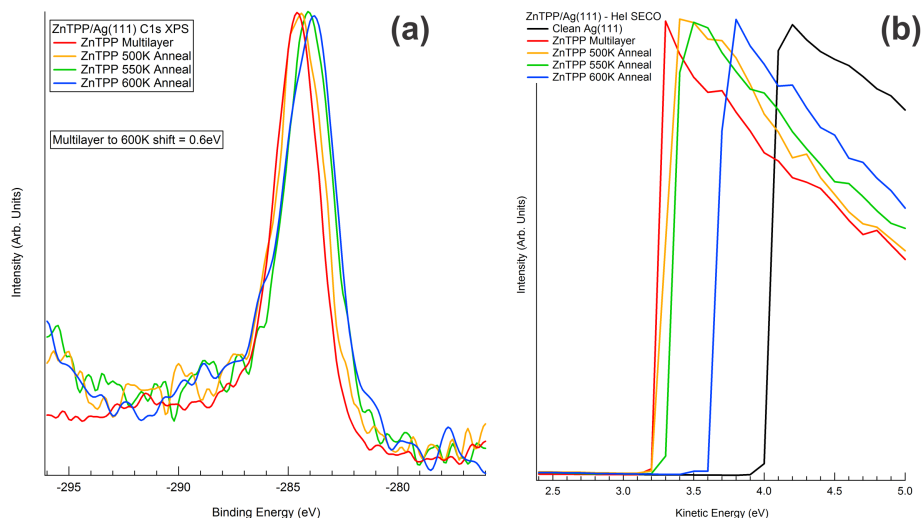 (a)
ZnTPP/Ag(111) C1s XPS
ZnTPP Multilayer
ZnTPP 500K Anneal
ZnTPP 550K Anneal
ZnTPP 600K Anneal
Multilayer to 600K shift = 0.6eV
Intensity (Arb. Units)
-295
-290
-285
-280
Binding Energy (eV)
(b)
ZnTPP/Ag(111) - HeI SECO
Clean Ag(111)
ZnTPP Multilayer
ZnTPP 500K Anneal
ZnTPP 550K Anneal
ZnTPP 600K Anneal
Intensity (Arb. Units)
2.5
3.0
3.5
4.0
4.5
5.0
Kinetic Energy (eV)